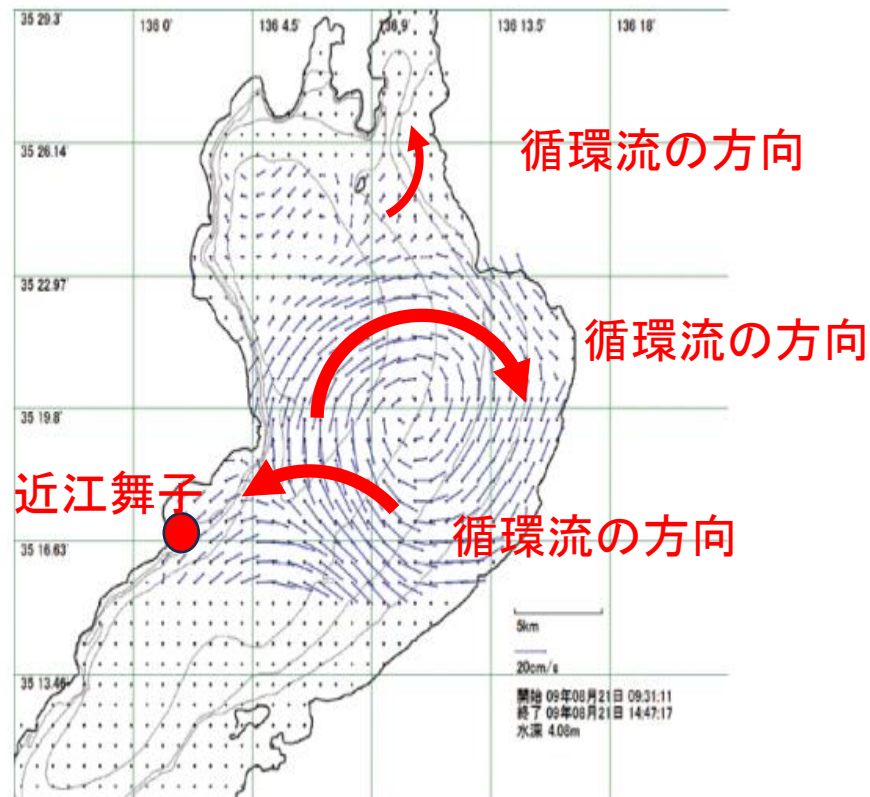 35 29.3'
136 0'
136 4.5'
136 9'
136 13.5'
136 18'
35 26.14'
循環流の方向
35 22.97'
循環流の方向
35 19.8'
近江舞子
35 16.63'
循環流の方向
5km
20cm/s
35 13.46'
開始 09年08月21日 09:31:11
終了 09年08月21日 14:47:17
水深 4.08m